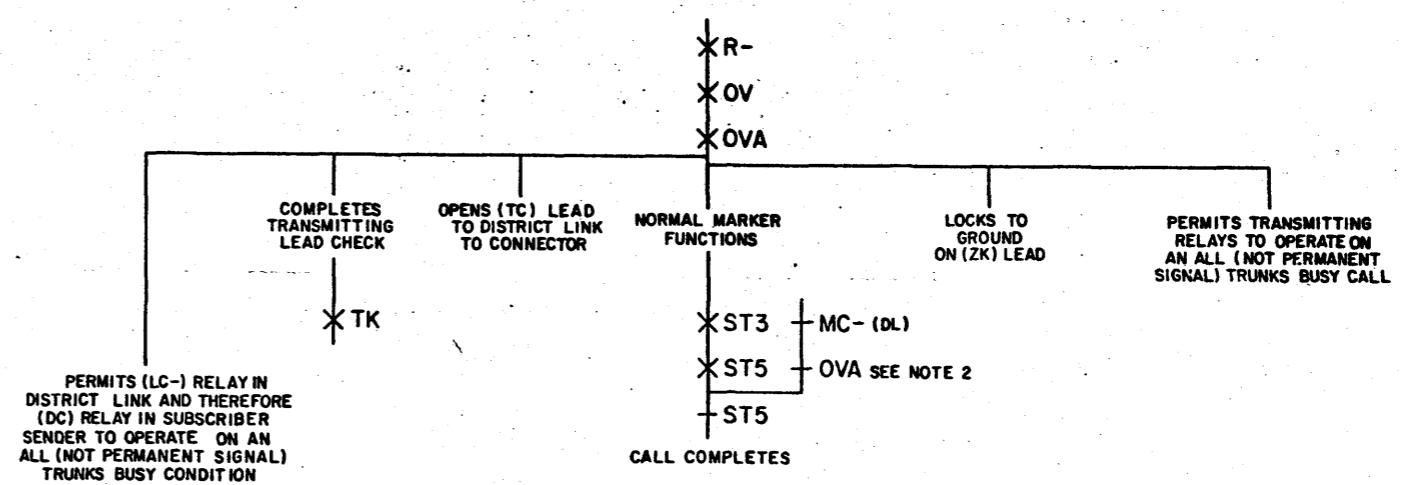 R-
OV
OVA
COMPLETES
TRANSMITTING
LEAD CHECK
OPENS (TC) LEAD
TO DISTRICT LINK
TO CONNECTOR
NORMAL MARKER
FUNCTIONS
LOCKS TO
GROUND
ON (ZK) LEAD
PERMITS TRANSMITTING
RELAYS TO OPERATE ON
AN ALL (NOT PERMANENT
SIGNAL) TRUNKS BUSY CALL
TK
ST3
MC- (DL)
ST5
OVA SEE NOTE 2
ST5
CALL COMPLETES
PERMITS (LC-) RELAY IN
DISTRICT LINK AND THEREFORE
(DC) RELAY IN SUBSCRIBER
SENDER TO OPERATE ON AN
ALL (NOT PERMANENT SIGNAL)
TRUNKS BUSY CONDITION